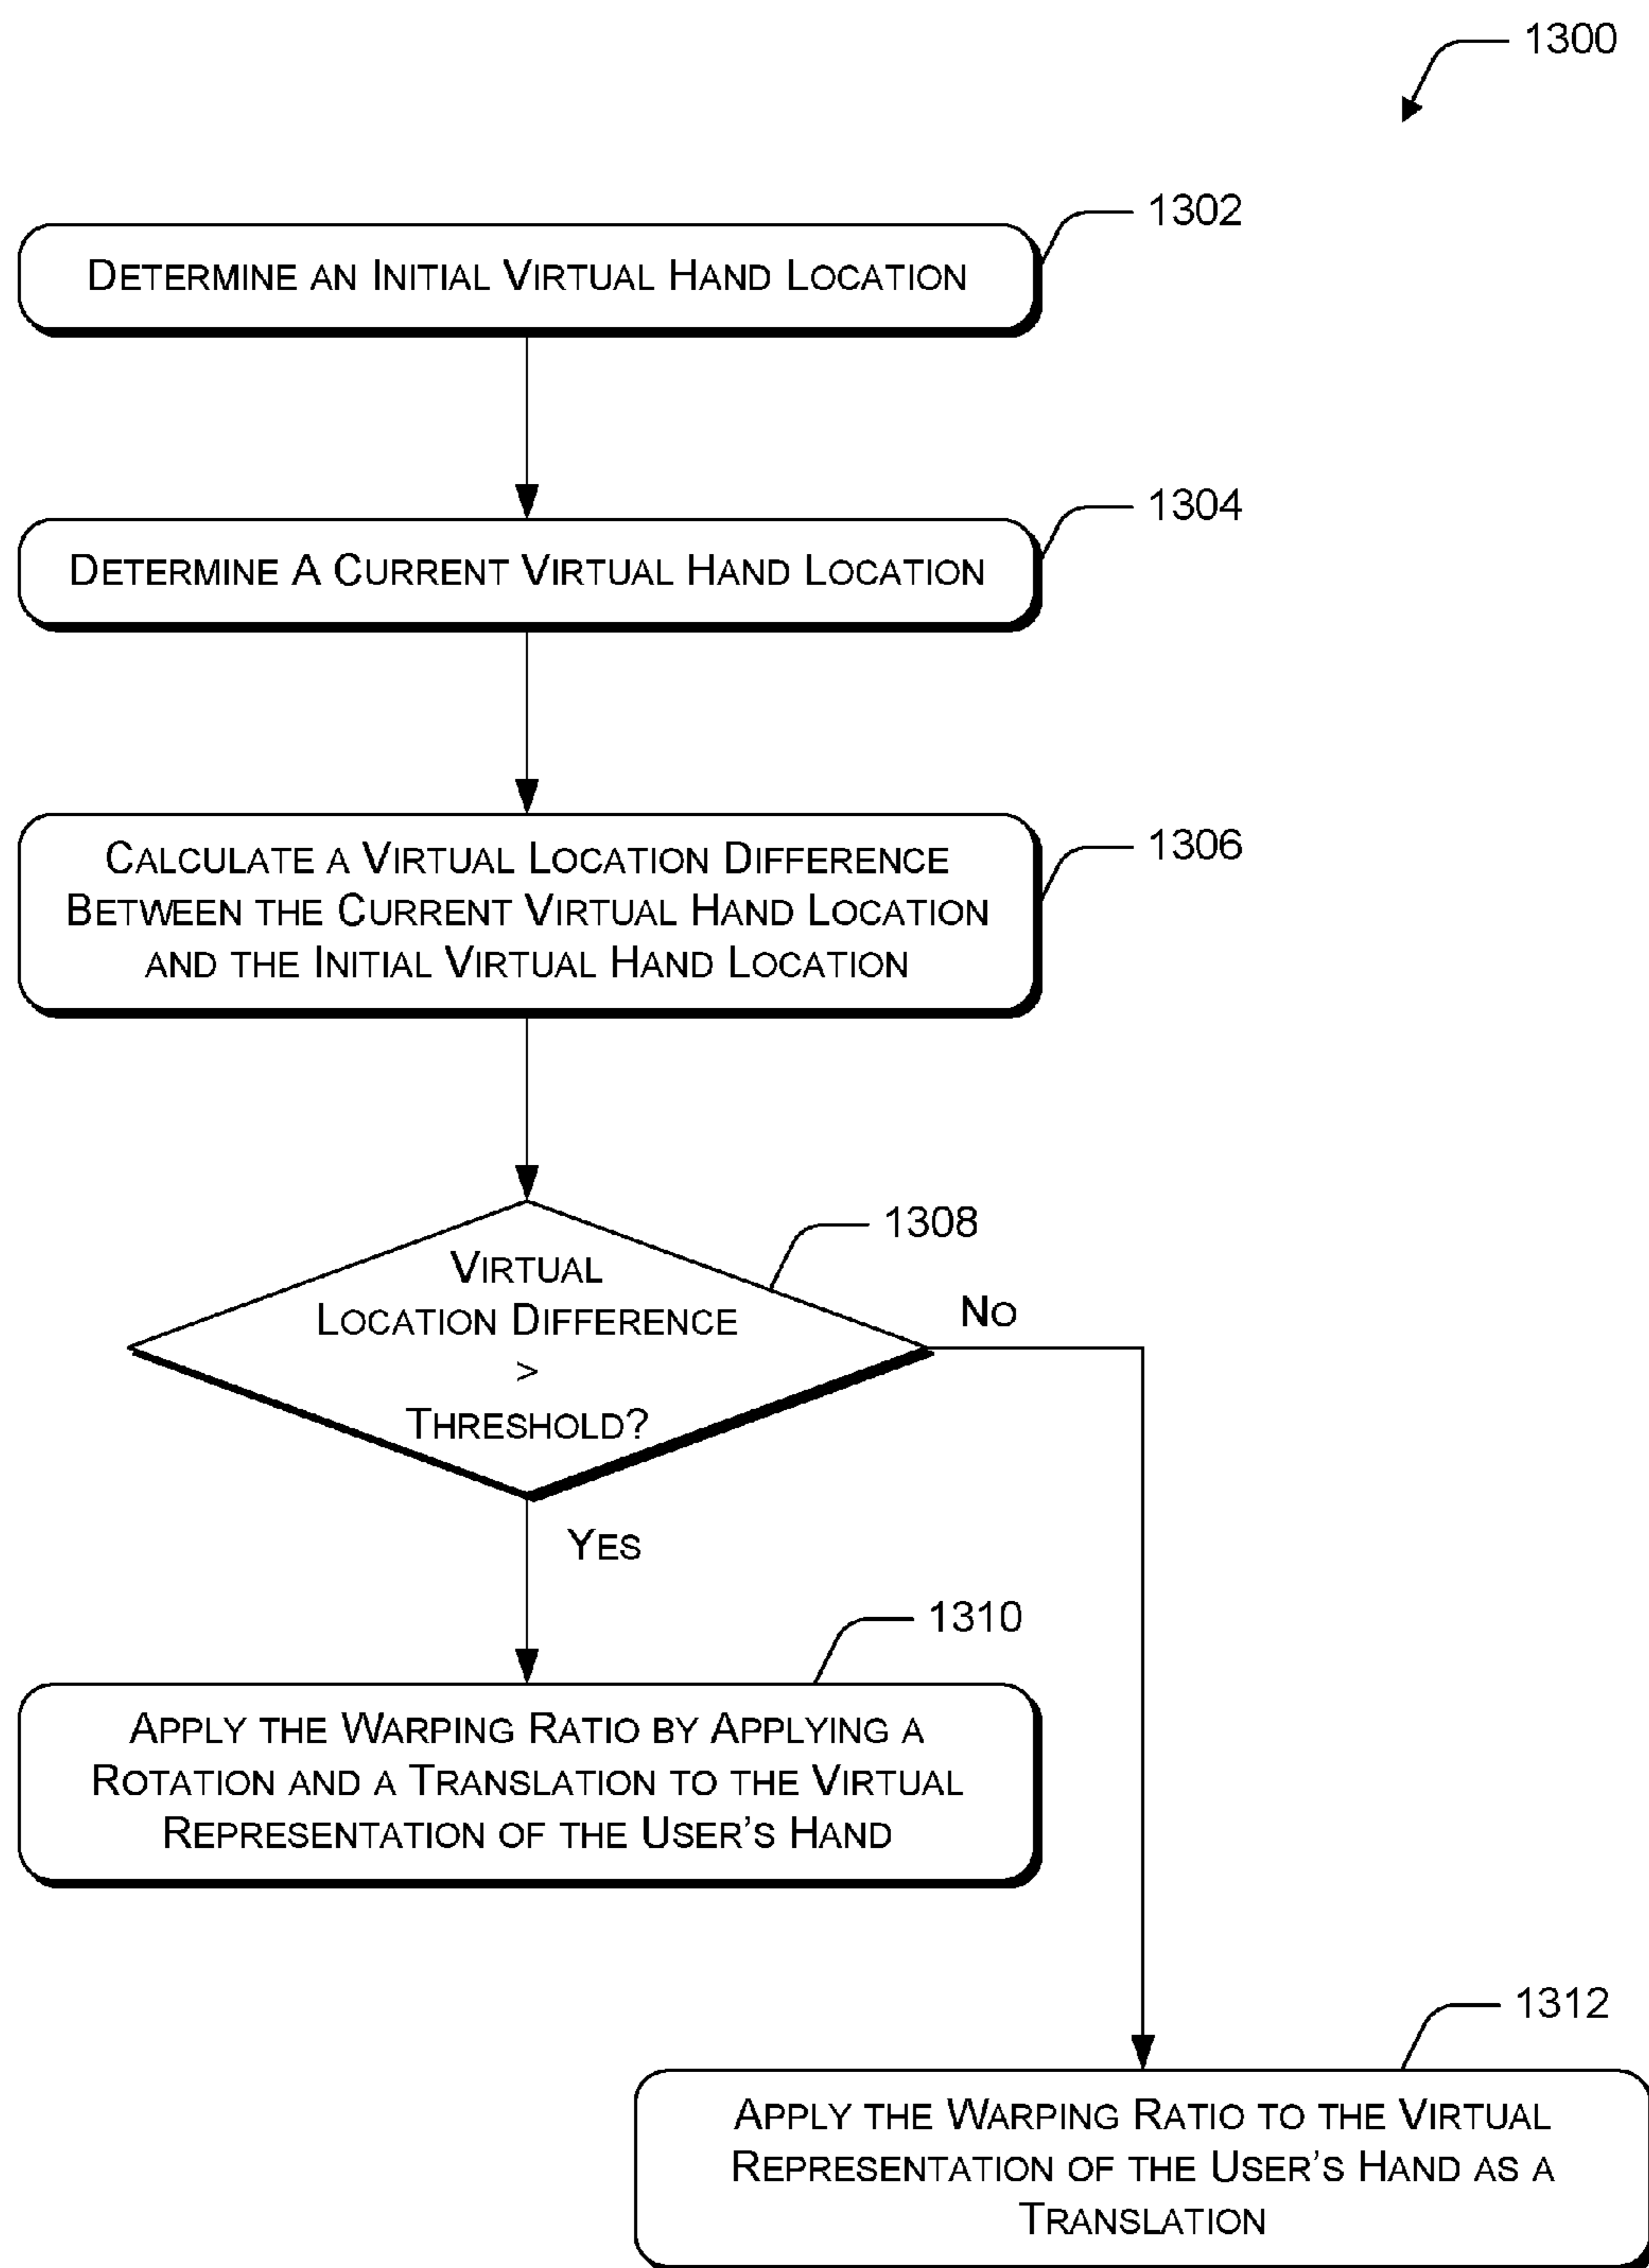 1300
1302
DETERMINE AN INITIAL VIRTUAL HAND LOCATION
1304
DETERMINE A CURRENT VIRTUAL HAND LOCATION
1306
CALCULATE A VIRTUAL LOCATION DIFFERENCE
BETWEEN THE CURRENT VIRTUAL HAND LOCATION
AND THE INITIAL VIRTUAL HAND LOCATION
1308
VIRTUAL
LOCATION DIFFERENCE
>
THRESHOLD?
NO
YES
1310
APPLY THE WARPING RATIO BY APPLYING A
ROTATION AND A TRANSLATION TO THE VIRTUAL
REPRESENTATION OF THE USER'S HAND
1312
APPLY THE WARPING RATIO TO THE VIRTUAL
REPRESENTATION OF THE USER'S HAND AS A
TRANSLATION